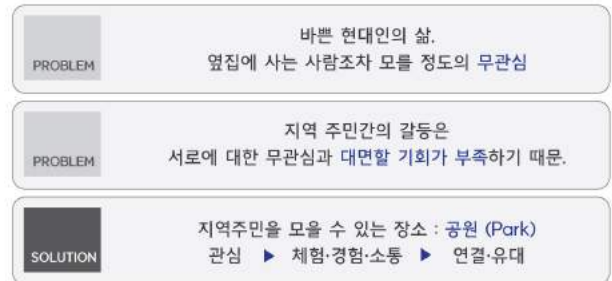 PROBLEM
바쁜 현대인의 삶.
옆집에 사는 사람조차 모를 정도의 무관심
PROBLEM
지역 주민간의 갈등은
서로에 대한 무관심과 대면할 기회가 부족하기 때문.
SOLUTION
지역주민을 모을 수 있는 장소 : 공원 (Park)
관심 ▶ 체험·경험·소통 ▶ 연결·유대